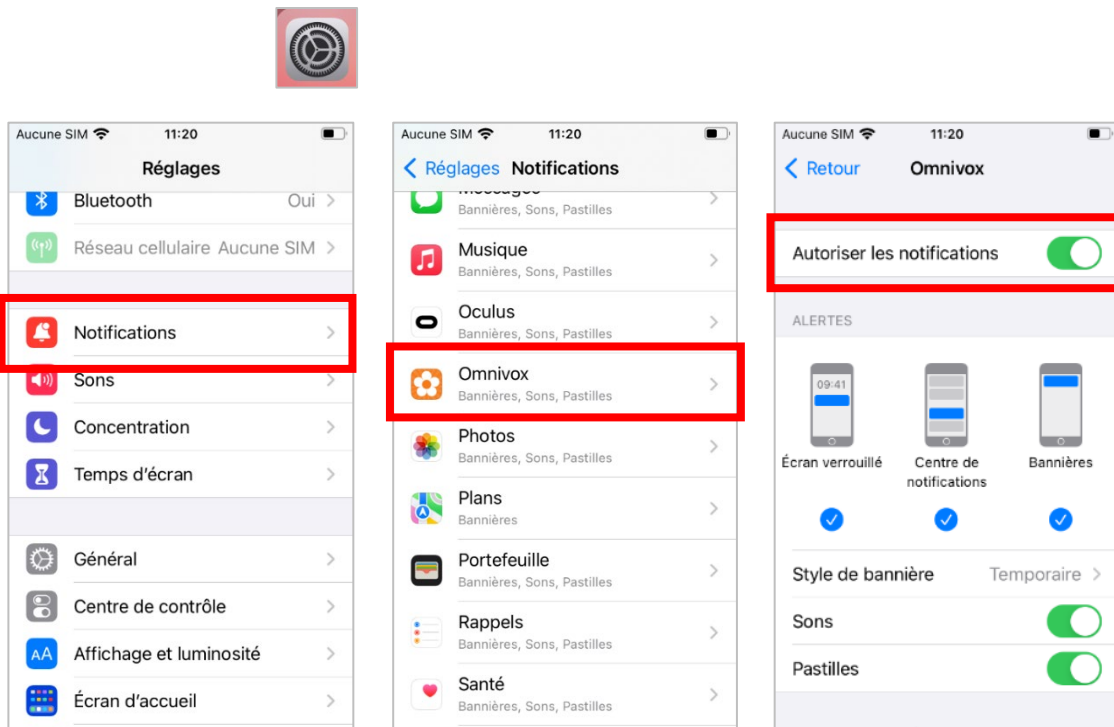 Aucune SIM 11:20
Réglages
Bluetooth Oui
Réseau cellulaire Aucune SIM
Notifications
Sons
Concentration
Temps d'écran
Général
Centre de contrôle
AA Affichage et luminosité
Écran d'accueil
Aucune SIM 11:20
Réglages Notifications
Messages
Bannières, Sons, Pastilles
Musique
Bannières, Sons, Pastilles
Oculus
Bannières, Sons, Pastilles
Omnivox
Bannières, Sons, Pastilles
Photos
Bannières, Sons, Pastilles
Plans
Bannières
Portefeuille
Bannières, Sons, Pastilles
Rappels
Bannières, Sons, Pastilles
Santé
Bannières, Sons, Pastilles
Aucune SIM 11:20
Retour Omnivox
Autoriser les notifications
ALERTES
09:41
Écran verrouillé
Centre de
notifications
Bannières
Style de bannière Temporaire
Sons
Pastilles